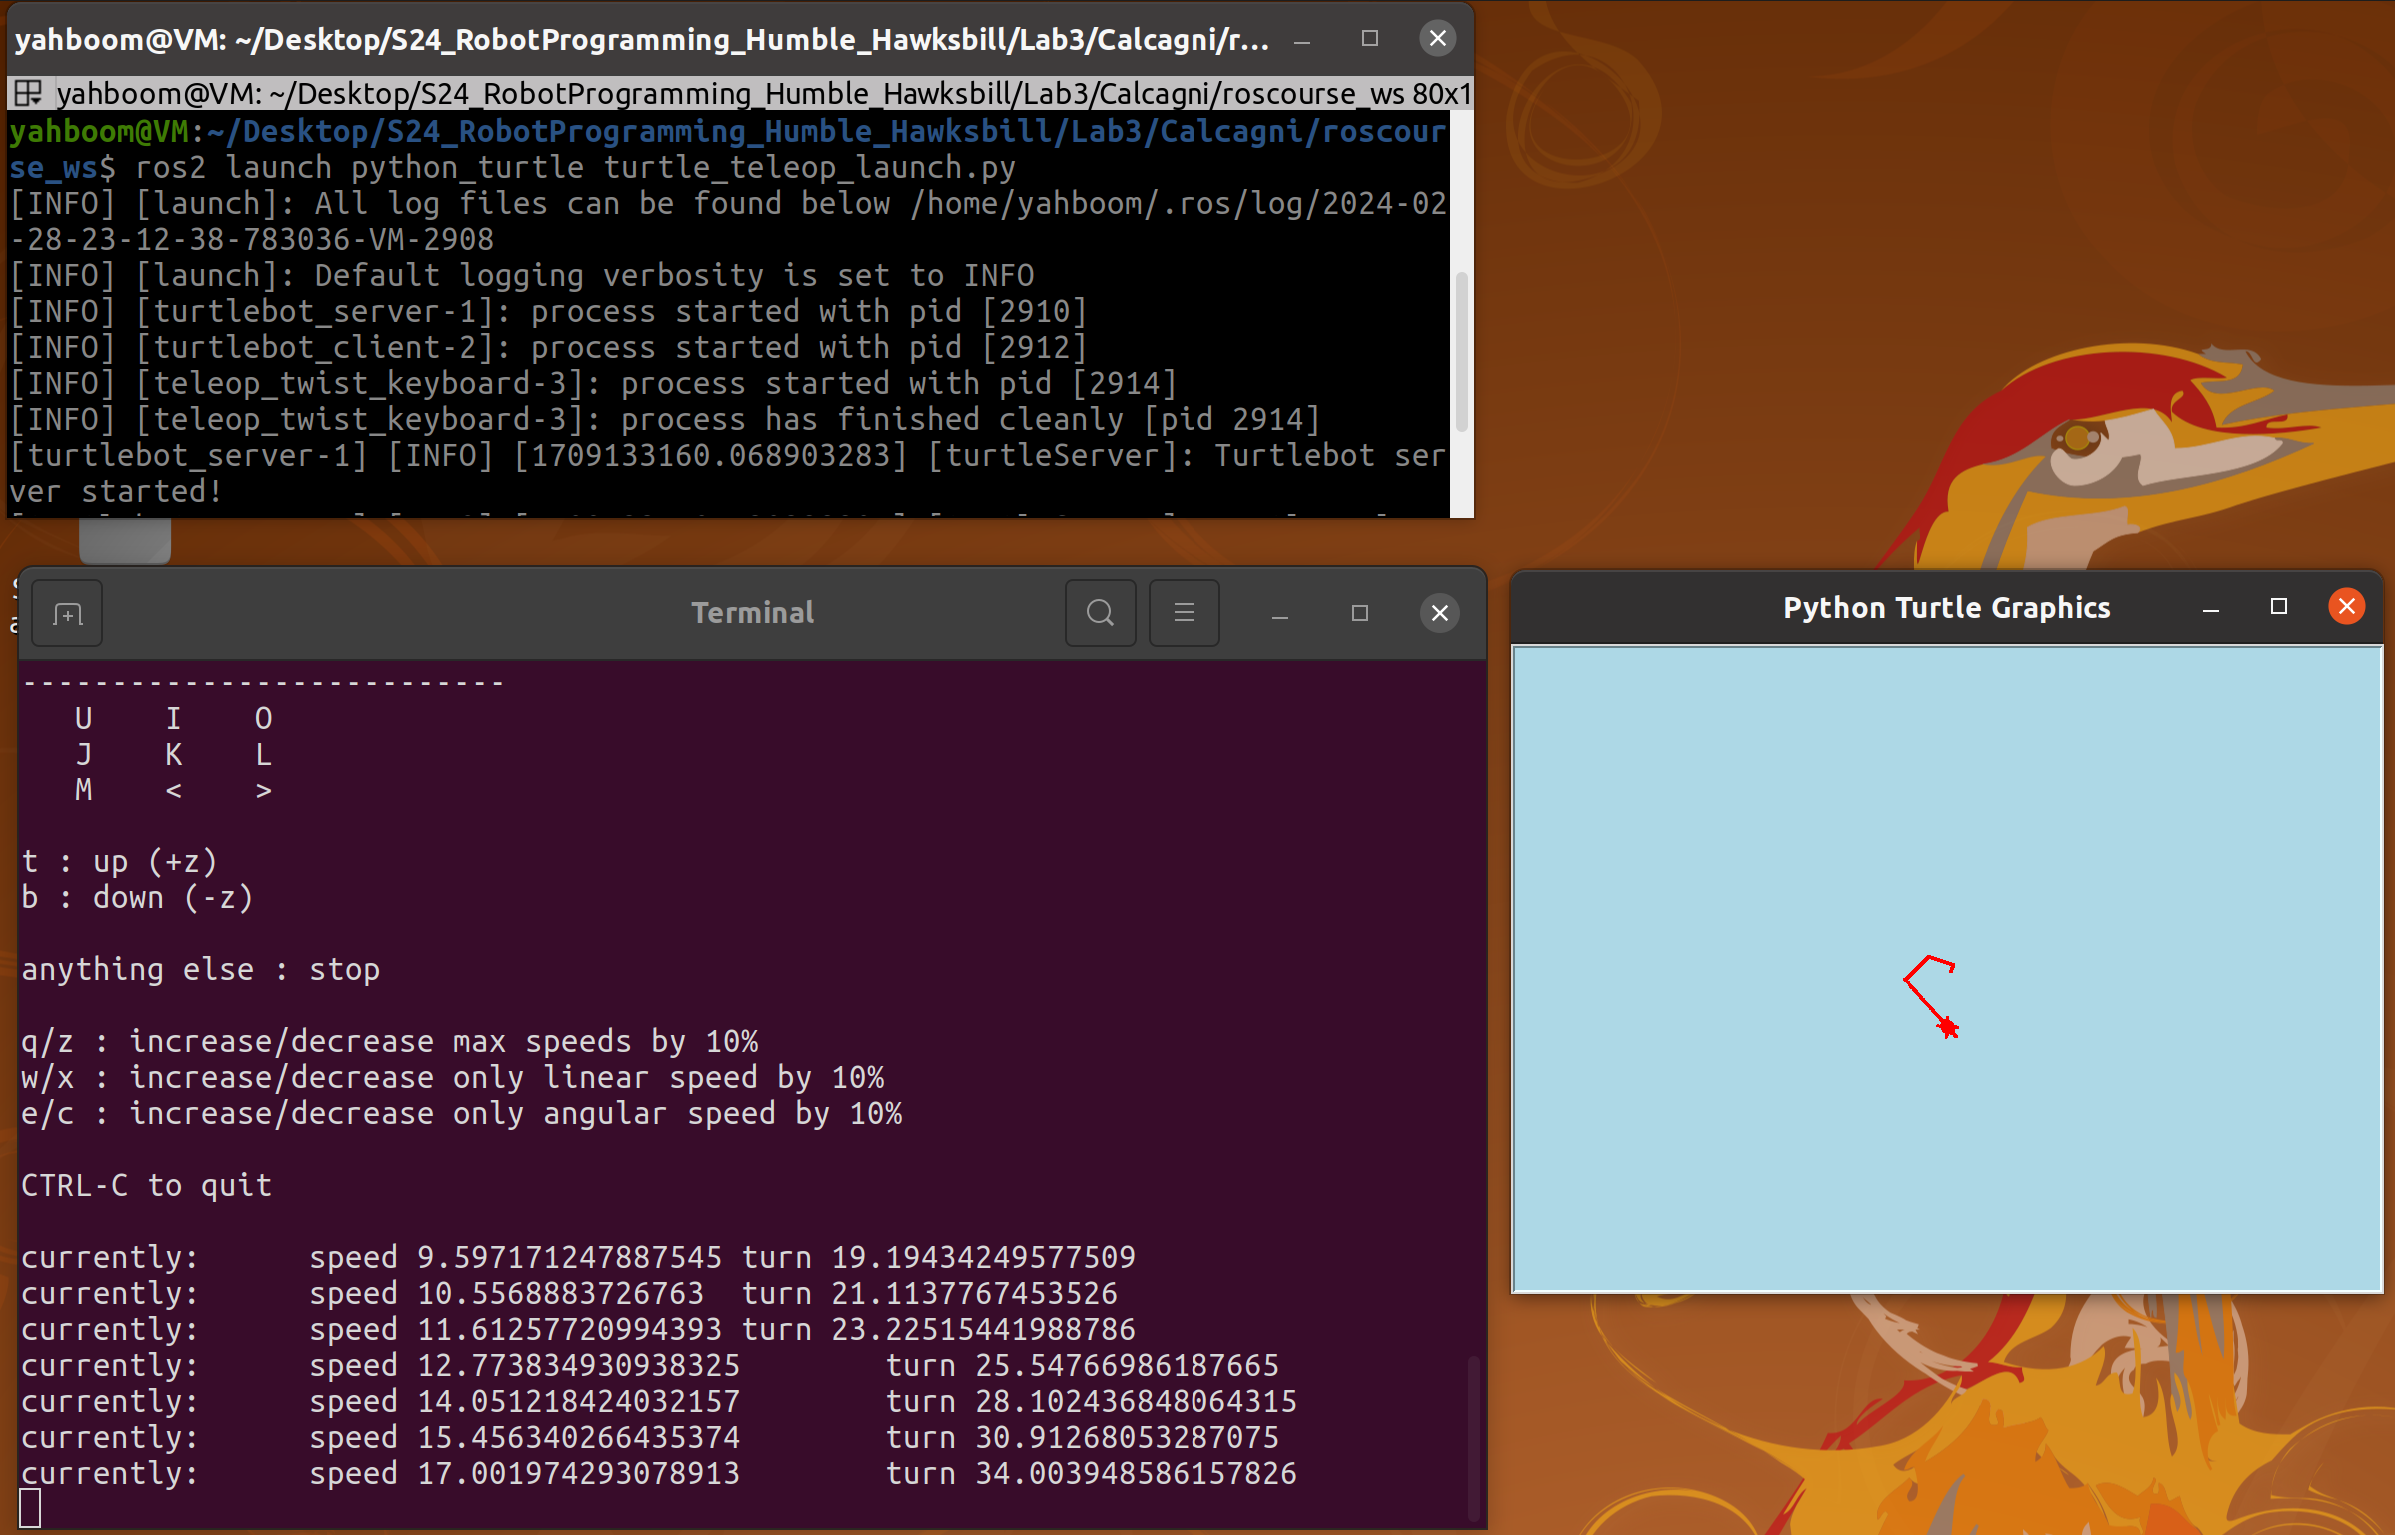 yahboom@VM: ~/Desktop/S24_RobotProgramming_Humble_Hawksbill/Lab3/Calcagni/r...
yahboom@VM: ~/Desktop/S24_RobotProgramming_Humble_Hawksbill/Lab3/Calcagni/roscourse_ws 80x1
yahboom@VM:~/Desktop/S24_RobotProgramming_Humble_Hawksbill/Lab3/Calcagni/roscour
se_ws$ ros2 launch python_turtle turtle_teleop_launch.py
[INFO] [launch]: All log files can be found below /home/yahboom/.ros/log/2024-02
-28-23-12-38-783036-VM-2908
[INFO] [launch]: Default logging verbosity is set to INFO
[INFO] [turtlebot_server-1]: process started with pid [2910]
[INFO] [turtlebot_client-2]: process started with pid [2912]
[INFO] [teleop_twist_keyboard-3]: process started with pid [2914]
[INFO] [teleop_twist_keyboard-3]: process has finished cleanly [pid 2914]
[turtlebot_server-1] [INFO] [1709133160.068903283] [turtleServer]: Turtlebot ser
ver started!
Terminal
---------------------------
U I O
J K L
M < >
t : up (+z)
b : down (-z)
anything else : stop
q/z : increase/decrease max speeds by 10%
w/x : increase/decrease only linear speed by 10%
e/c : increase/decrease only angular speed by 10%
CTRL-C to quit
currently: speed 9.597171247887545 turn 19.19434249577509
currently: speed 10.5568883726763 turn 21.1137767453526
currently: speed 11.61257720994393 turn 23.22515441988786
currently: speed 12.773834930938325 turn 25.54766986187665
currently: speed 14.051218424032157 turn 28.102436848064315
currently: speed 15.456340266435374 turn 30.91268053287075
currently: speed 17.001974293078913 turn 34.003948586157826
Python Turtle Graphics